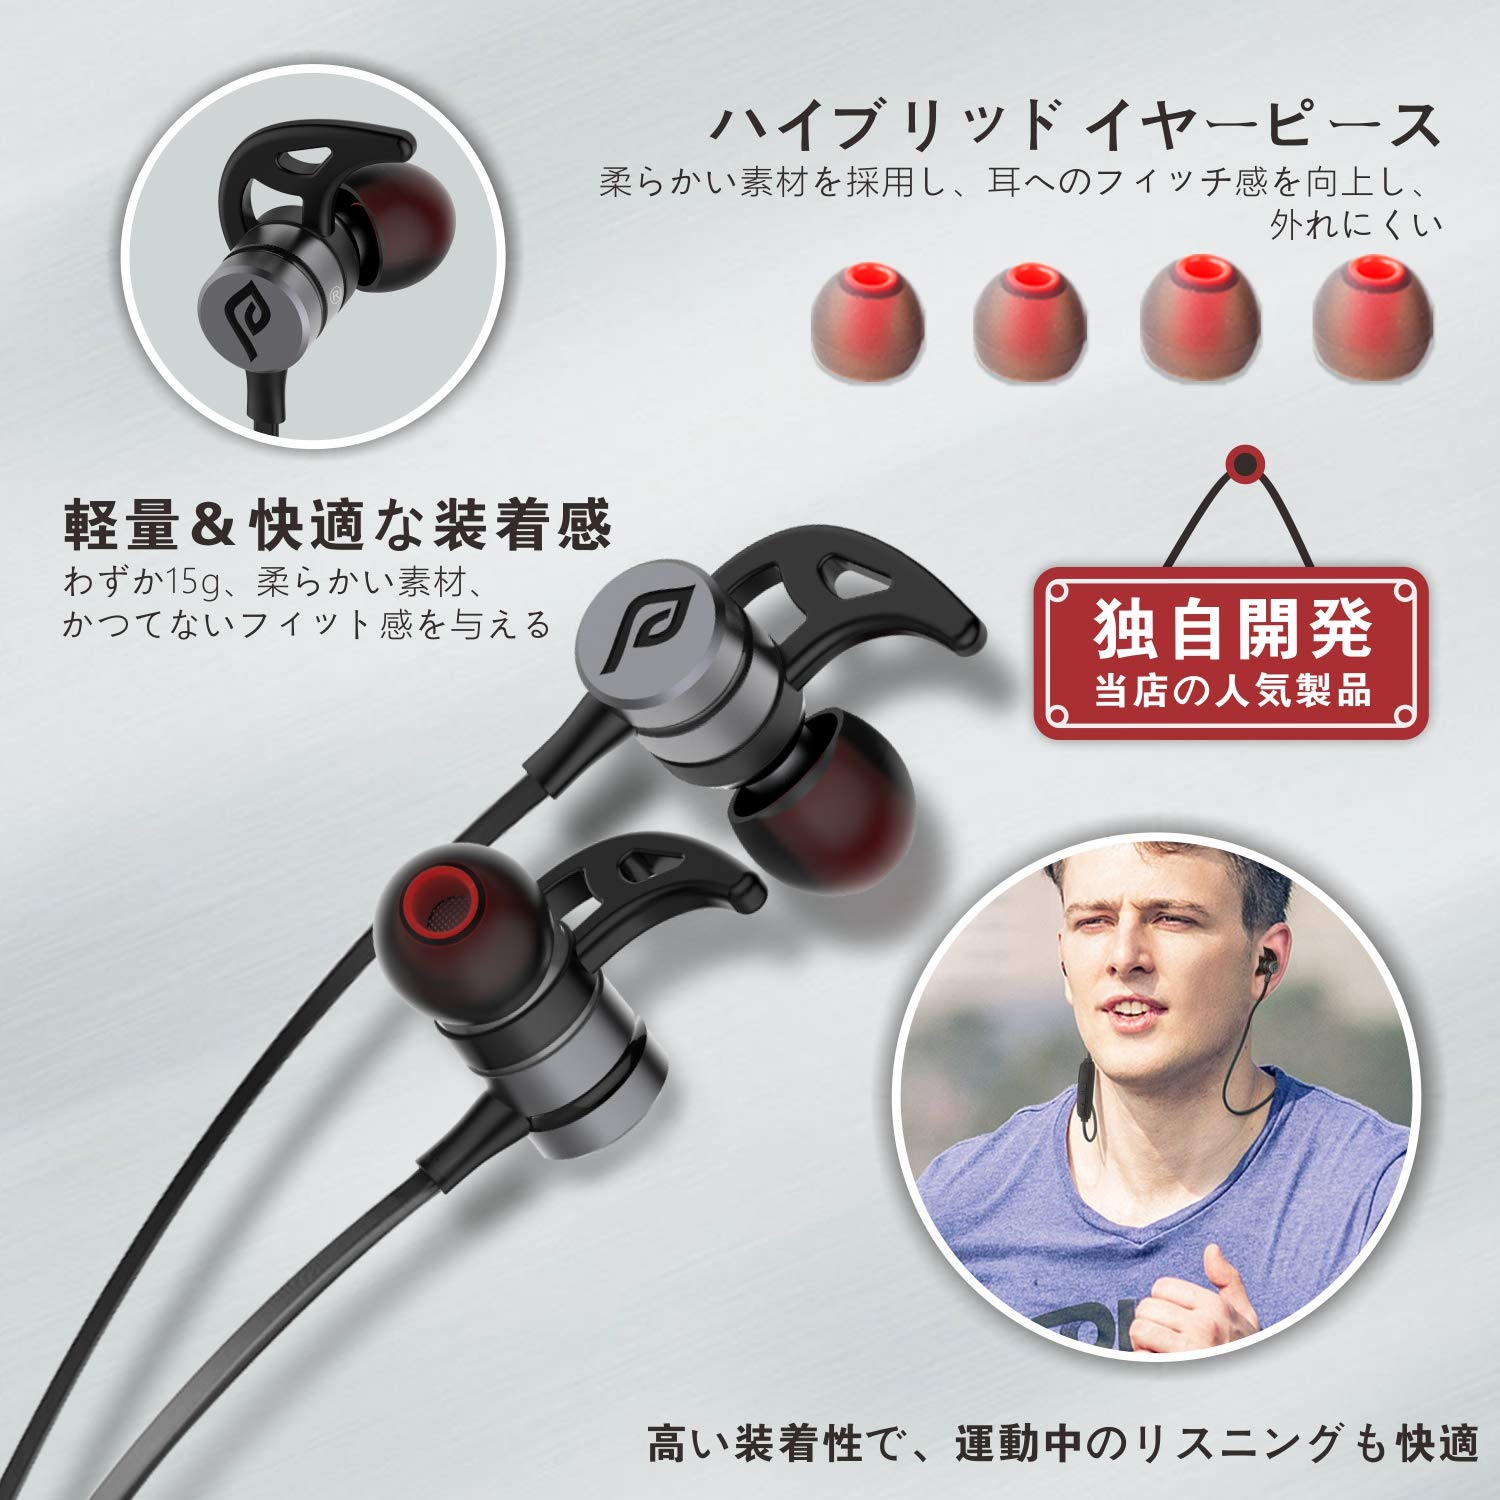 ハイブリッド イヤーピース
柔らかい素材を採用し、耳へのフィッチ感を向上し、
外れにくい
®
軽量＆快適な装着感
わずか15g、柔らかい素材、
かつてないフィット感を与える
独自開発
当店の人気製品
高い装着性で、運動中のリスニングも快適